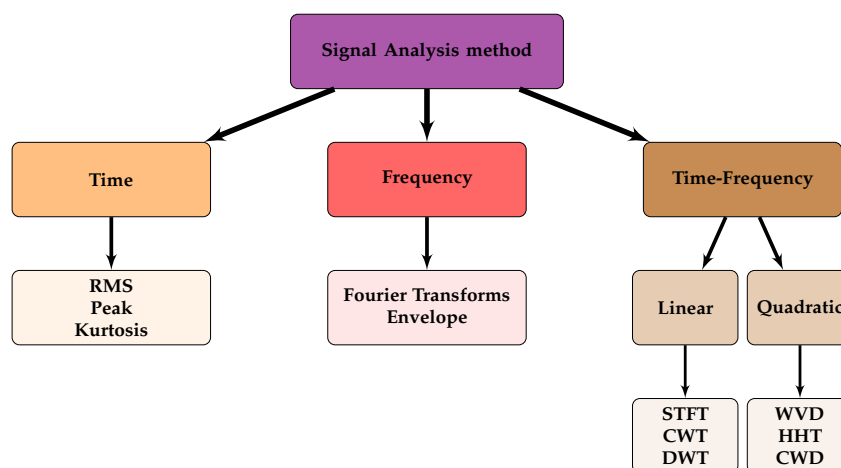 Signal Analysis method
Time
Frequency
Time-Frequency
RMS
Peak
Kurtosis
Fourier Transforms
Envelope
Linear
Quadratic
STFT
CWT
DWT
WVD
HHT
CWD